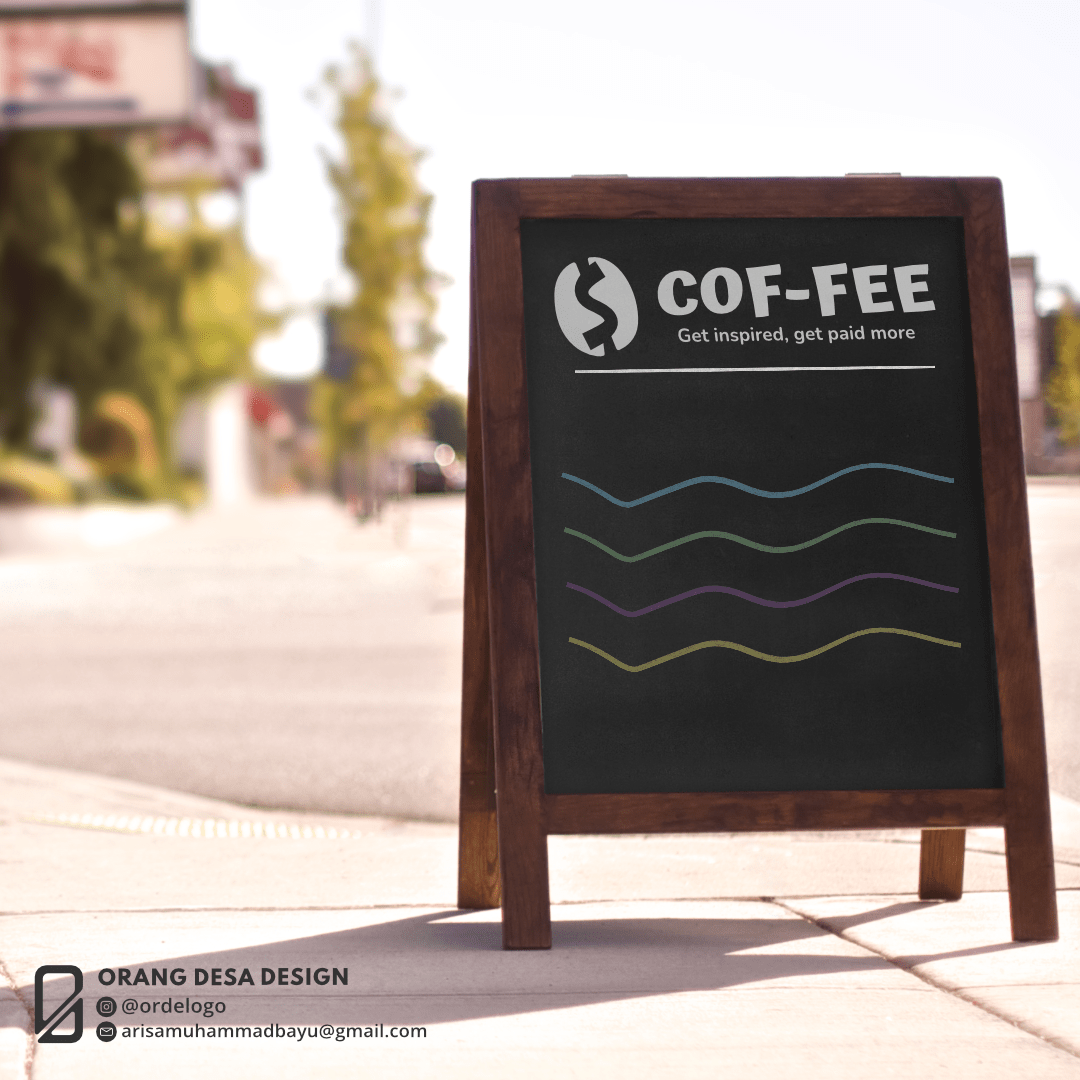 COF-FEE
Get inspired, get paid more
ORANG DESA DESIGN
@ordelogo
arisamuhammadbayu@gmail.com